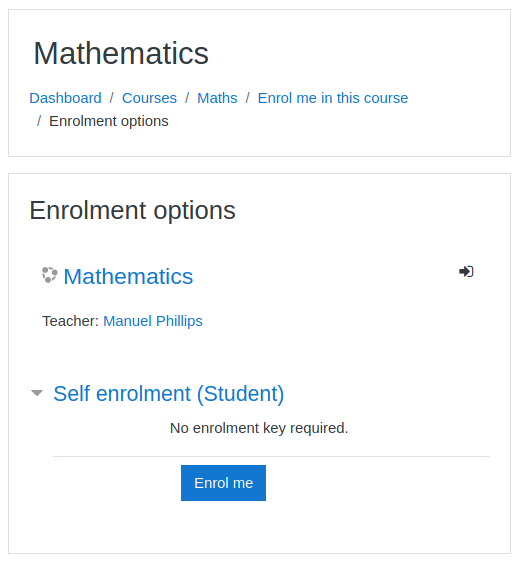 Mathematics
Dashboard / Courses / Maths / Enrol me in this course
/ Enrolment options
Enrolment options
Mathematics
Teacher: Manuel Phillips
Self enrolment (Student)
No enrolment key required.
Enrol me